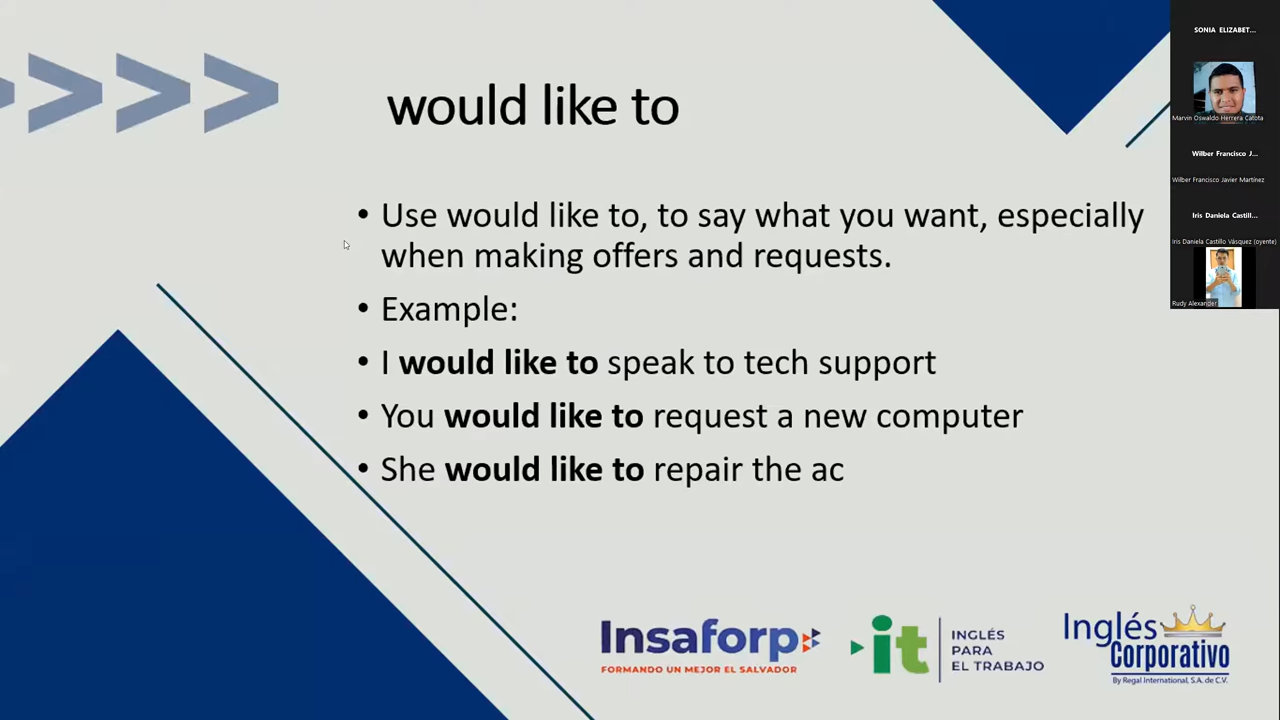 would like to
• Use would like to, to say what you want, especially
when making offers and requests.
• Example:
• I would like to speak to tech support
• You would like to request a new computer
• She would like to repair the ac
SONIA ELIZABET...
Marvin Oswaldo Herrera Catota
Wilber Francisco J...
Wilber Francisco Javier Martínez
Iris Daniela Castill...
Iris Daniela Castillo Vásquez (oyente)
Rudy Alexander
Insaforp
FORMANDO UN MEJOR EL SALVADOR
it
INGLÉS
PARA
EL TRABAJO
Inglés
Corporativo
By Regal International, S.A. de C.V.